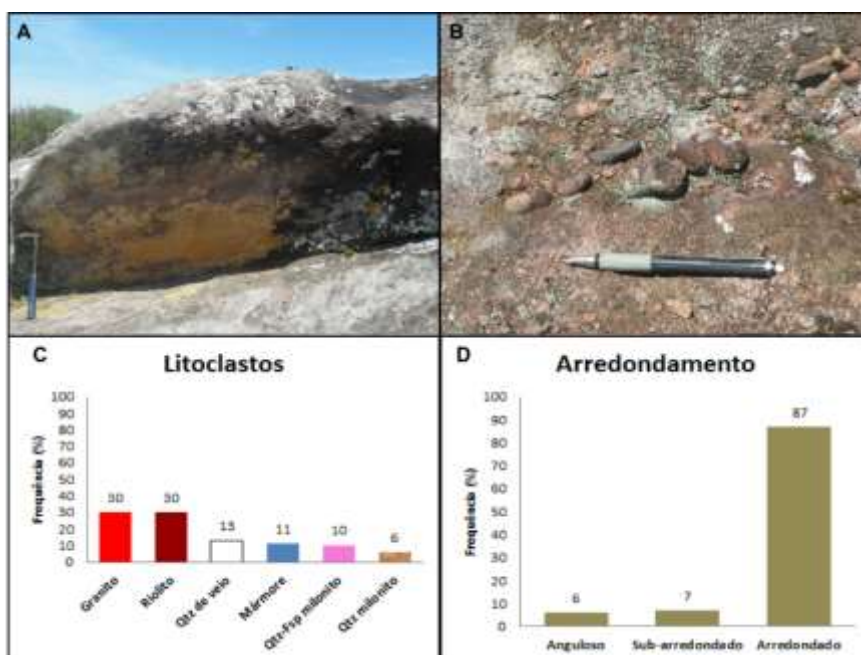 A
B
C
Litoclastos
Frequência (%)
100
90
80
70
60
50
40
30
20
10
0
30
30
13
11
10
6
Granito
Riolito
Qtz de veio
Mármore
Qtz-Fsp milonito
Qtz milonito
D
Arredondamento
Frequência (%)
100
90
80
70
60
50
40
30
20
10
0
6
7
87
Anguloso
Sub-arredondado
Arredondado